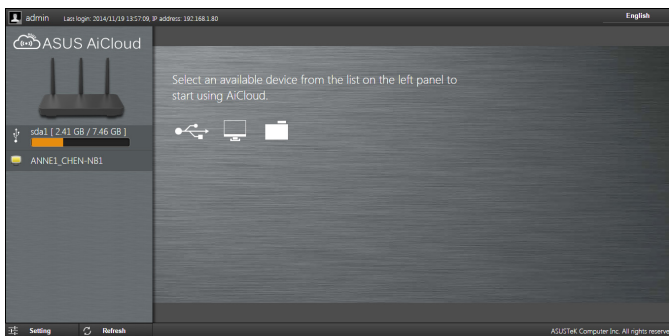 admin Last login: 2014/11/19 13:57:09, IP address: 192.168.1.80
English
ASUS AiCloud
Select an available device from the list on the left panel to
start using AiCloud.
sda1 [ 2.41 GB / 7.46 GB ]
ANNE1_CHEN-NB1
Setting
Refresh
ASUSTeK Computer Inc. All rights reserve